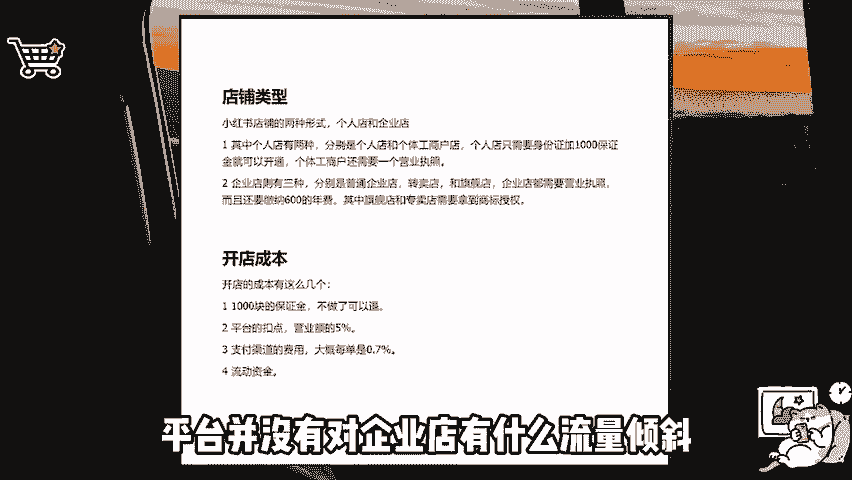 店铺类型
小红书店铺的两种形式，个人店和企业店
1 其中个人店有两种，分别是个人店和个体工商户店，个人店只需要身份证加1000保证
金就可以开通，个体工商户还需要一个营业执照。
2 企业店则有三种，分别是普通企业店，转卖店，和旗舰店，企业店都需要营业执照，
而且还要缴纳600的年费。其中旗舰店和专卖店需要拿到商标授权。
开店成本
开店的成本有这么几个：
1 1000块的保证金，不做了可以退。
2 平台的扣点，营业额的5%。
3 支付渠道的费用，大概每单是0.7%。
4 流动资金。
平台并没有对企业店有什么流量倾斜